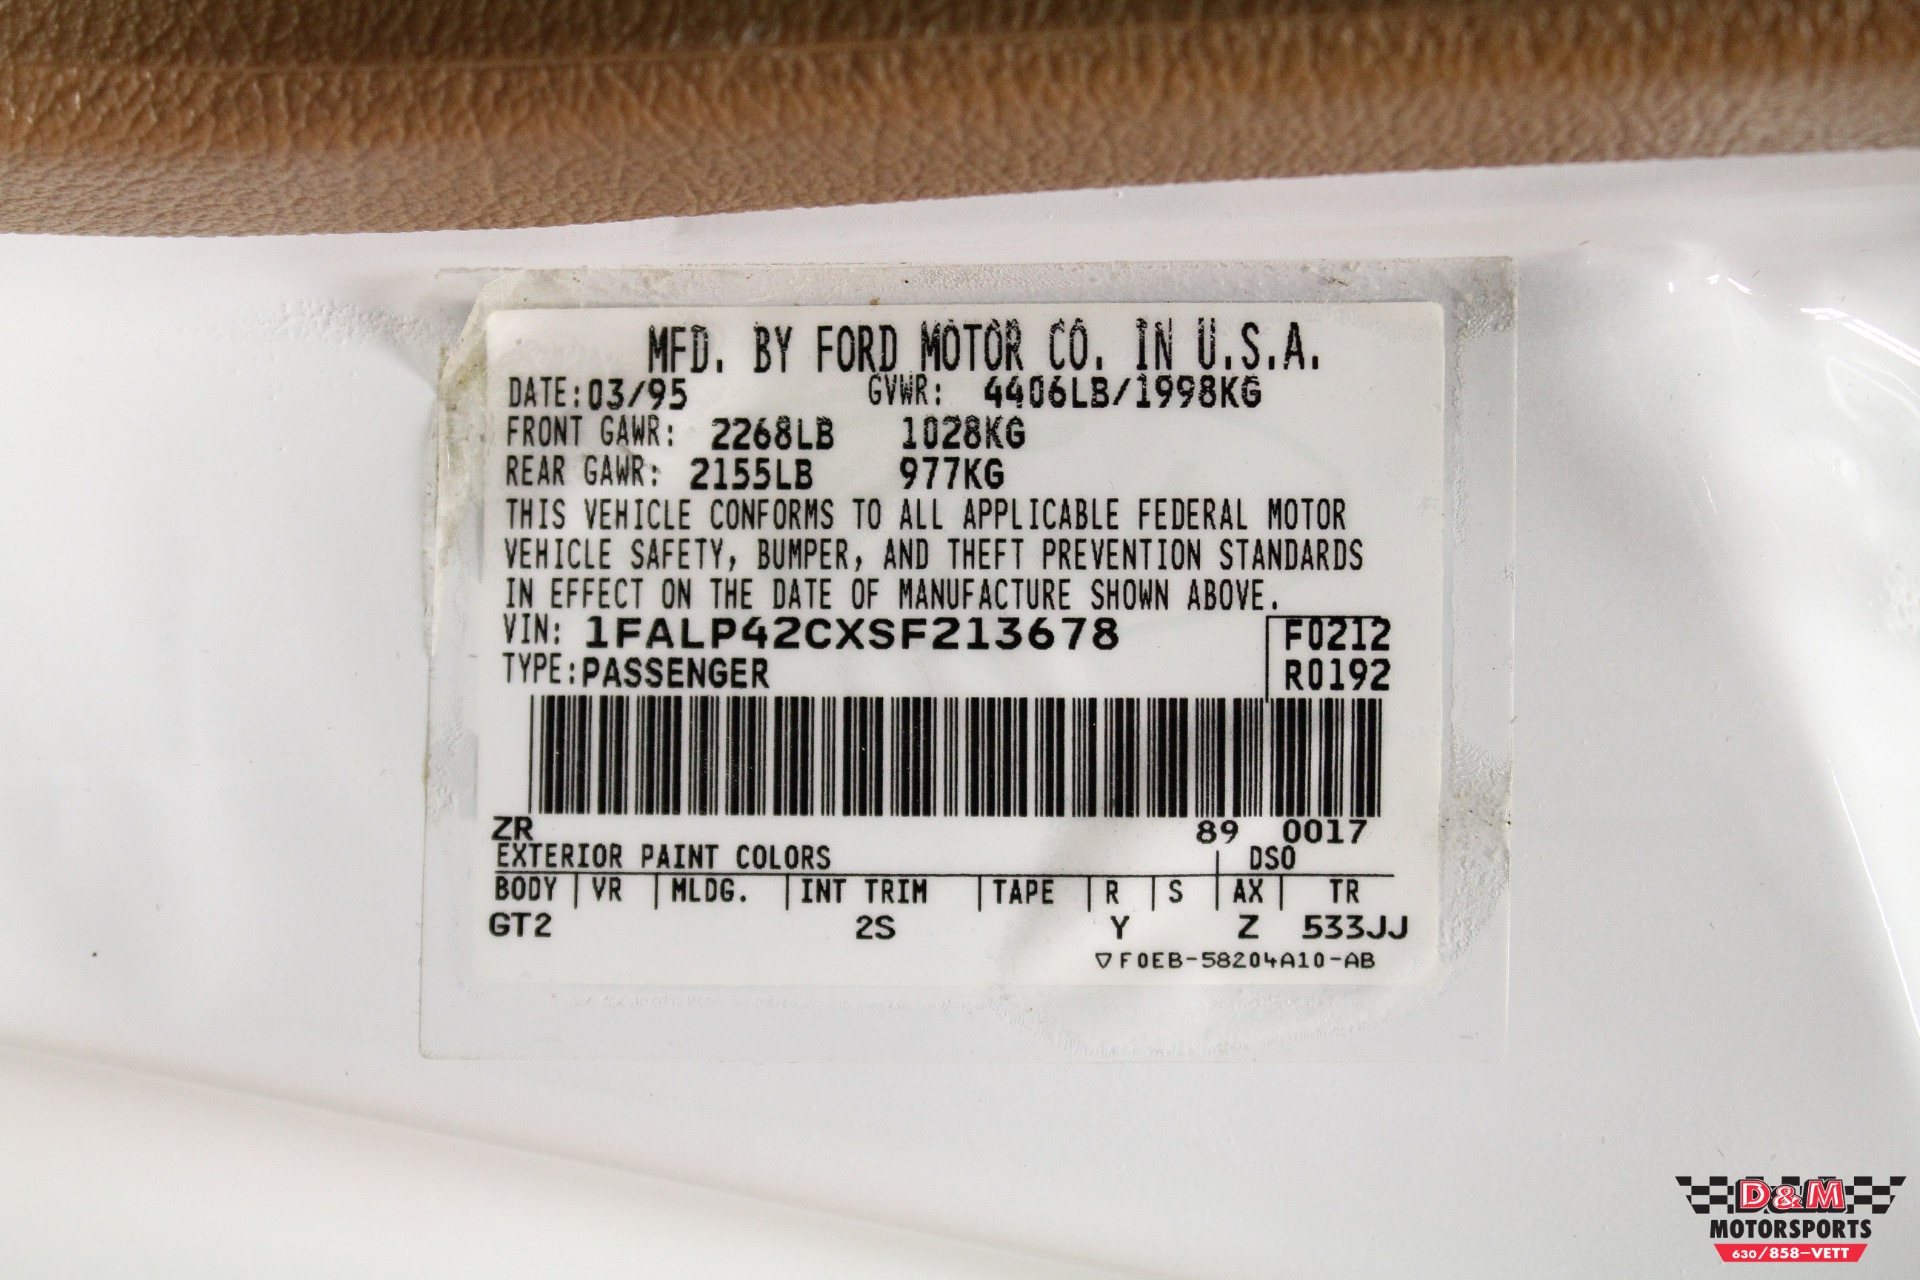 MFD. BY FORD MOTOR CO. IN U.S.A.
DATE: 03/95 GVWR: 4406LB/1998KG
FRONT GAWR: 2268LB 1028KG
REAR GAWR: 2155LB 977KG
THIS VEHICLE CONFORMS TO ALL APPLICABLE FEDERAL MOTOR
VEHICLE SAFETY, BUMPER, AND THEFT PREVENTION STANDARDS
IN EFFECT ON THE DATE OF MANUFACTURE SHOWN ABOVE.
VIN: 1FALP42CXSF213678 F0212
TYPE: PASSENGER R0192
ZR 89 0017
EXTERIOR PAINT COLORS DSO
BODY VR MLDG. INT TRIM TAPE R S AX TR
GT2 2S Y Z 533JJ
▽F0EB-58204A10-AB
D&M
MOTORSPORTS
630/858-VETT